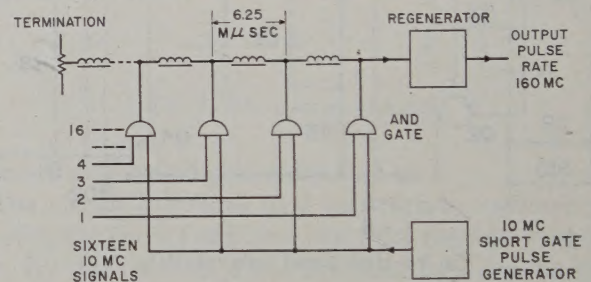 TERMINATION
6.25
MμSEC
REGENERATOR
OUTPUT
PULSE
RATE
160 MC
AND
GATE
16
4
3
2
1
SIXTEEN
10 MC
SIGNALS
10 MC
SHORT GATE
PULSE
GENERATOR